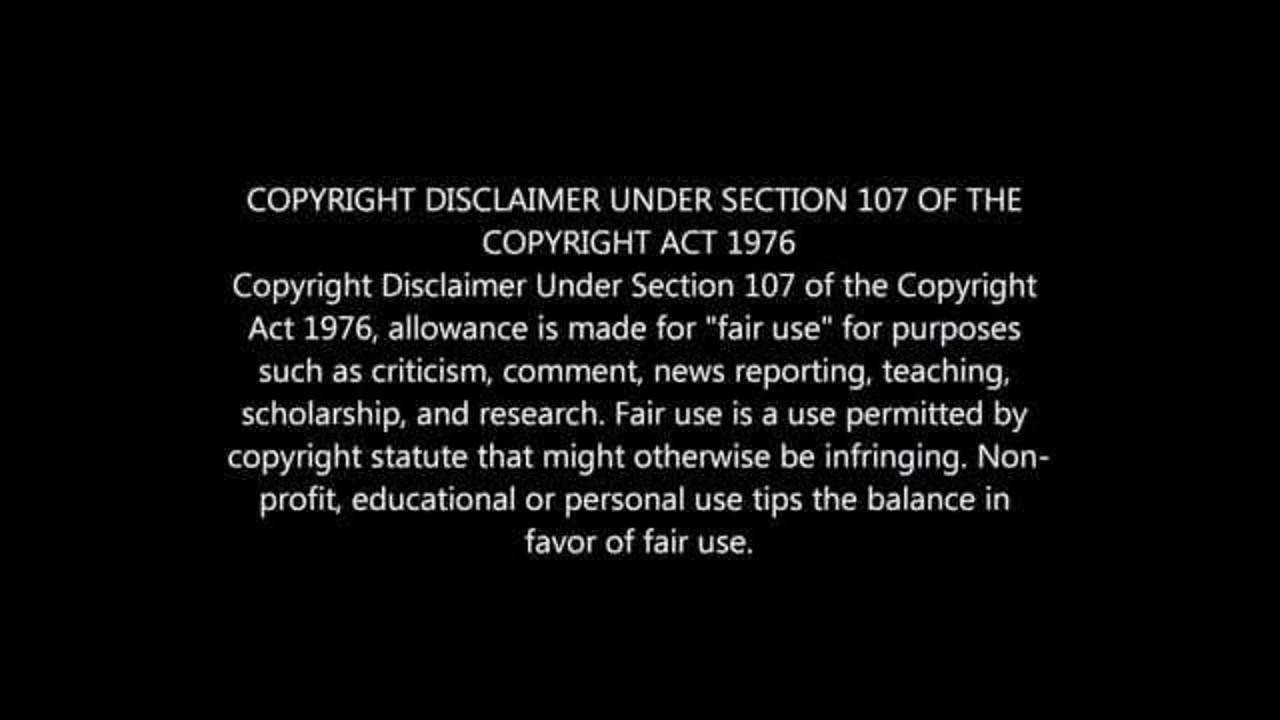 COPYRIGHT DISCLAIMER UNDER SECTION 107 OF THE
COPYRIGHT ACT 1976
Copyright Disclaimer Under Section 107 of the Copyright
Act 1976, allowance is made for "fair use" for purposes
such as criticism, comment, news reporting, teaching,
scholarship, and research. Fair use is a use permitted by
copyright statute that might otherwise be infringing. Non-
profit, educational or personal use tips the balance in
favor of fair use.